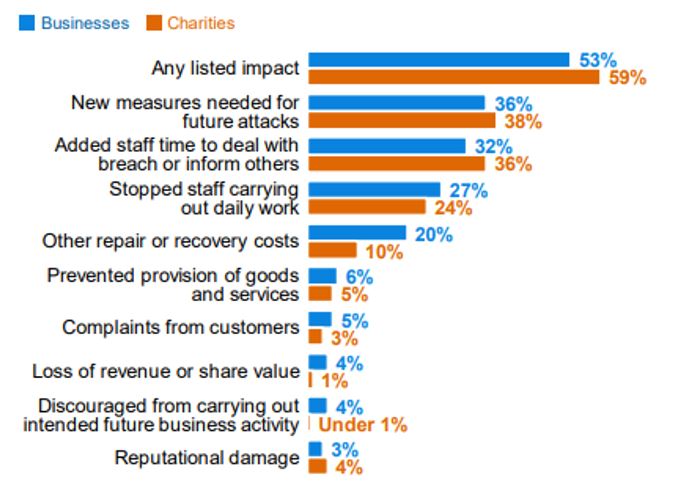 Businesses Charities
Any listed impact 53%
59%
New measures needed for 36%
future attacks 38%
Added staff time to deal with 32%
breach or inform others 36%
Stopped staff carrying 27%
out daily work 24%
Other repair or recovery costs 20%
10%
Prevented provision of goods 6%
and services 5%
Complaints from customers 5%
3%
Loss of revenue or share value 4%
1%
Discouraged from carrying out 4%
intended future business activity Under 1%
Reputational damage 3%
4%